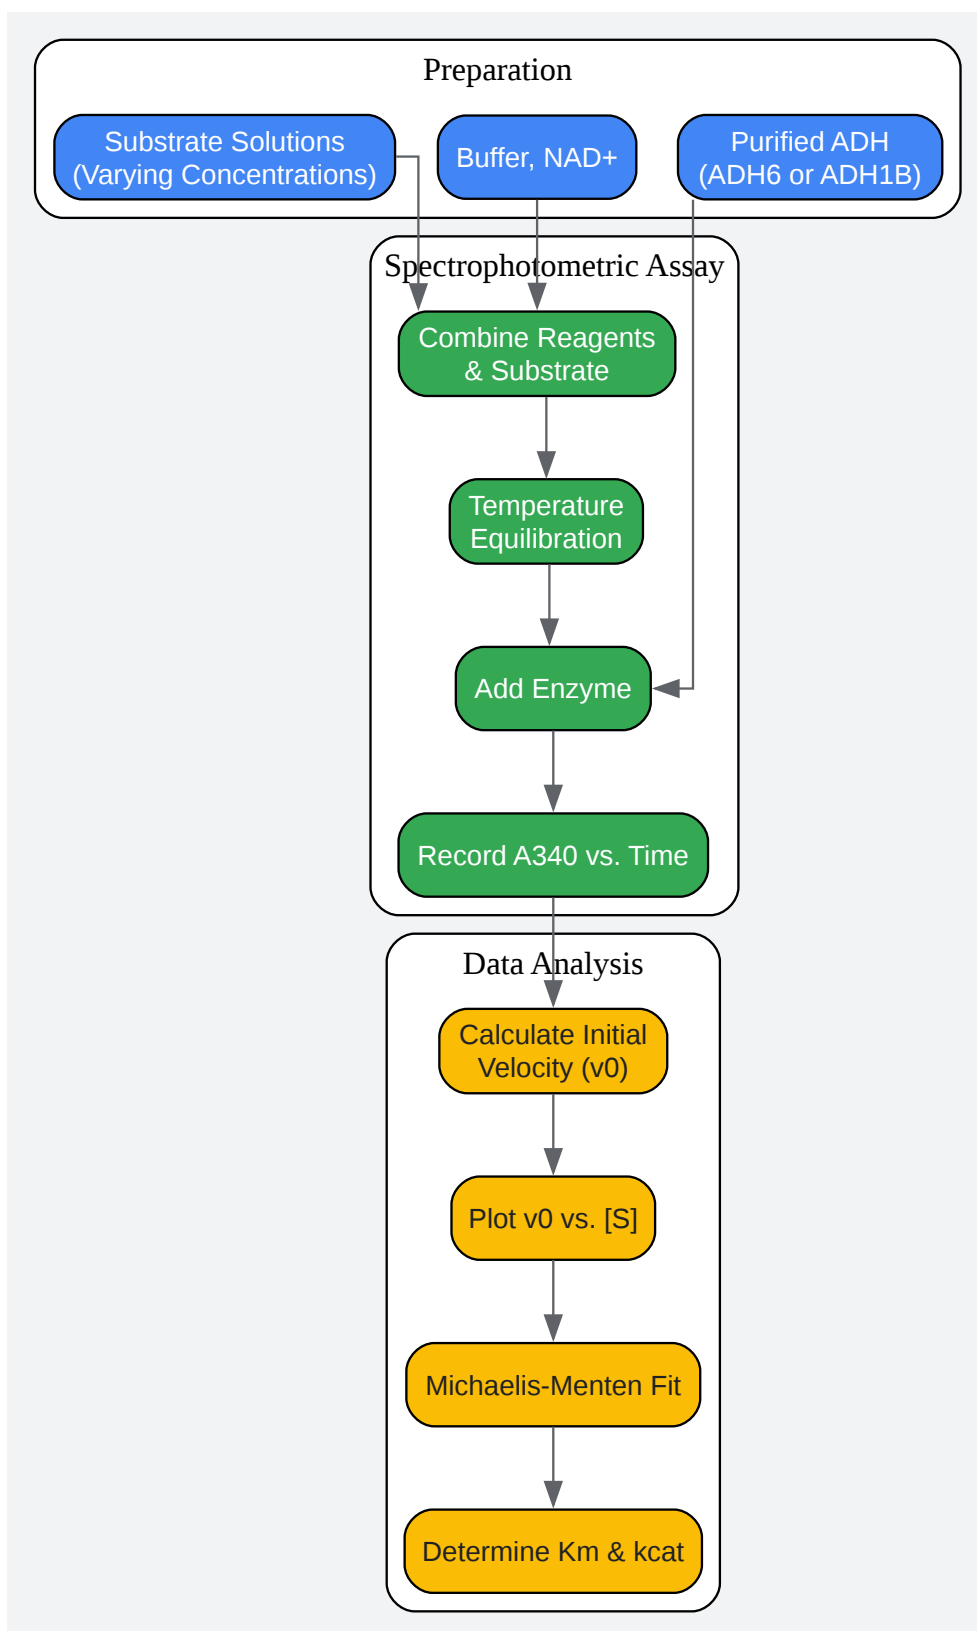 Preparation
Substrate Solutions
(Varying Concentrations)
Buffer, NAD+
Purified ADH
(ADH6 or ADH1B)
Spectrophotometric Assay
Combine Reagents
& Substrate
Temperature
Equilibration
Add Enzyme
Record A340 vs. Time
Data Analysis
Calculate Initial
Velocity (v0)
Plot v0 vs. [S]
Michaelis-Menten Fit
Determine Km & kcat